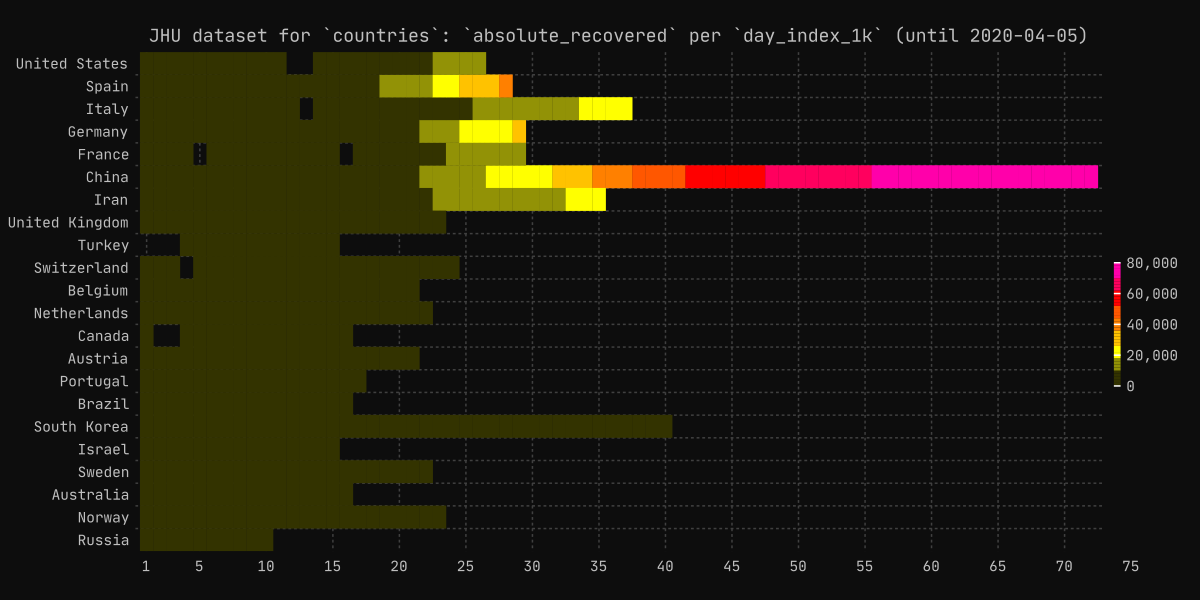 JHU dataset for `countries`: `absolute_recovered` per `day_index_1k` (until 2020-04-05)
United States
Spain
Italy
Germany
France
China
Iran
United Kingdom
Turkey
Switzerland
Belgium
Netherlands
Canada
Austria
Portugal
Brazil
South Korea
Israel
Sweden
Australia
Norway
Russia
1 5 10 15 20 25 30 35 40 45 50 55 60 65 70 75
80,000
60,000
40,000
20,000
0